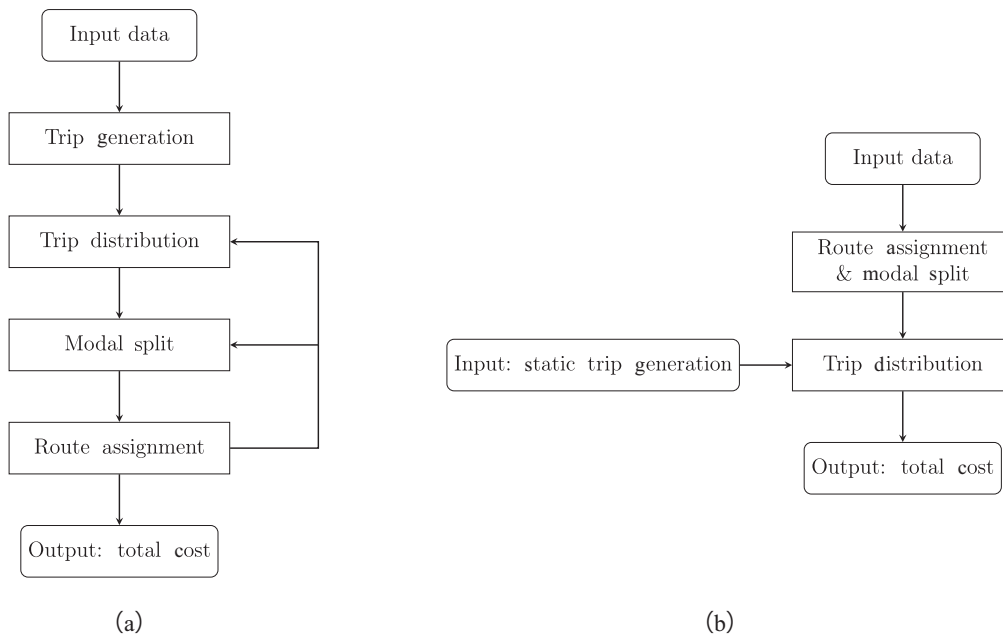 Input data
Trip generation
Trip distribution
Modal split
Route assignment
Output: total cost
(a)
Input data
Route assignment
& modal split
Input: static trip generation
Trip distribution
Output: total cost
(b)